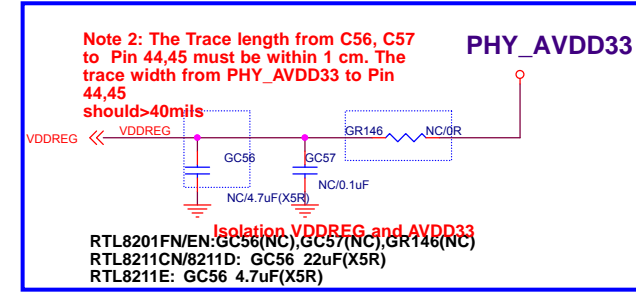 Note 2: The Trace length from C56, C57
to Pin 44,45 must be within 1 cm. The
trace width from PHY_AVDD33 to Pin
44,45
should>40mils
PHY_AVDD33
VDDREG
VDDREG
GR146
NC/0R
GC56
GC57
NC/0.1uF
NC/4.7uF(X5R)
Isolation VDDREG and AVDD33
RTL8201FN/EN:GC56(NC),GC57(NC),GR146(NC)
RTL8211CN/8211D: GC56 22uF(X5R)
RTL8211E: GC56 4.7uF(X5R)